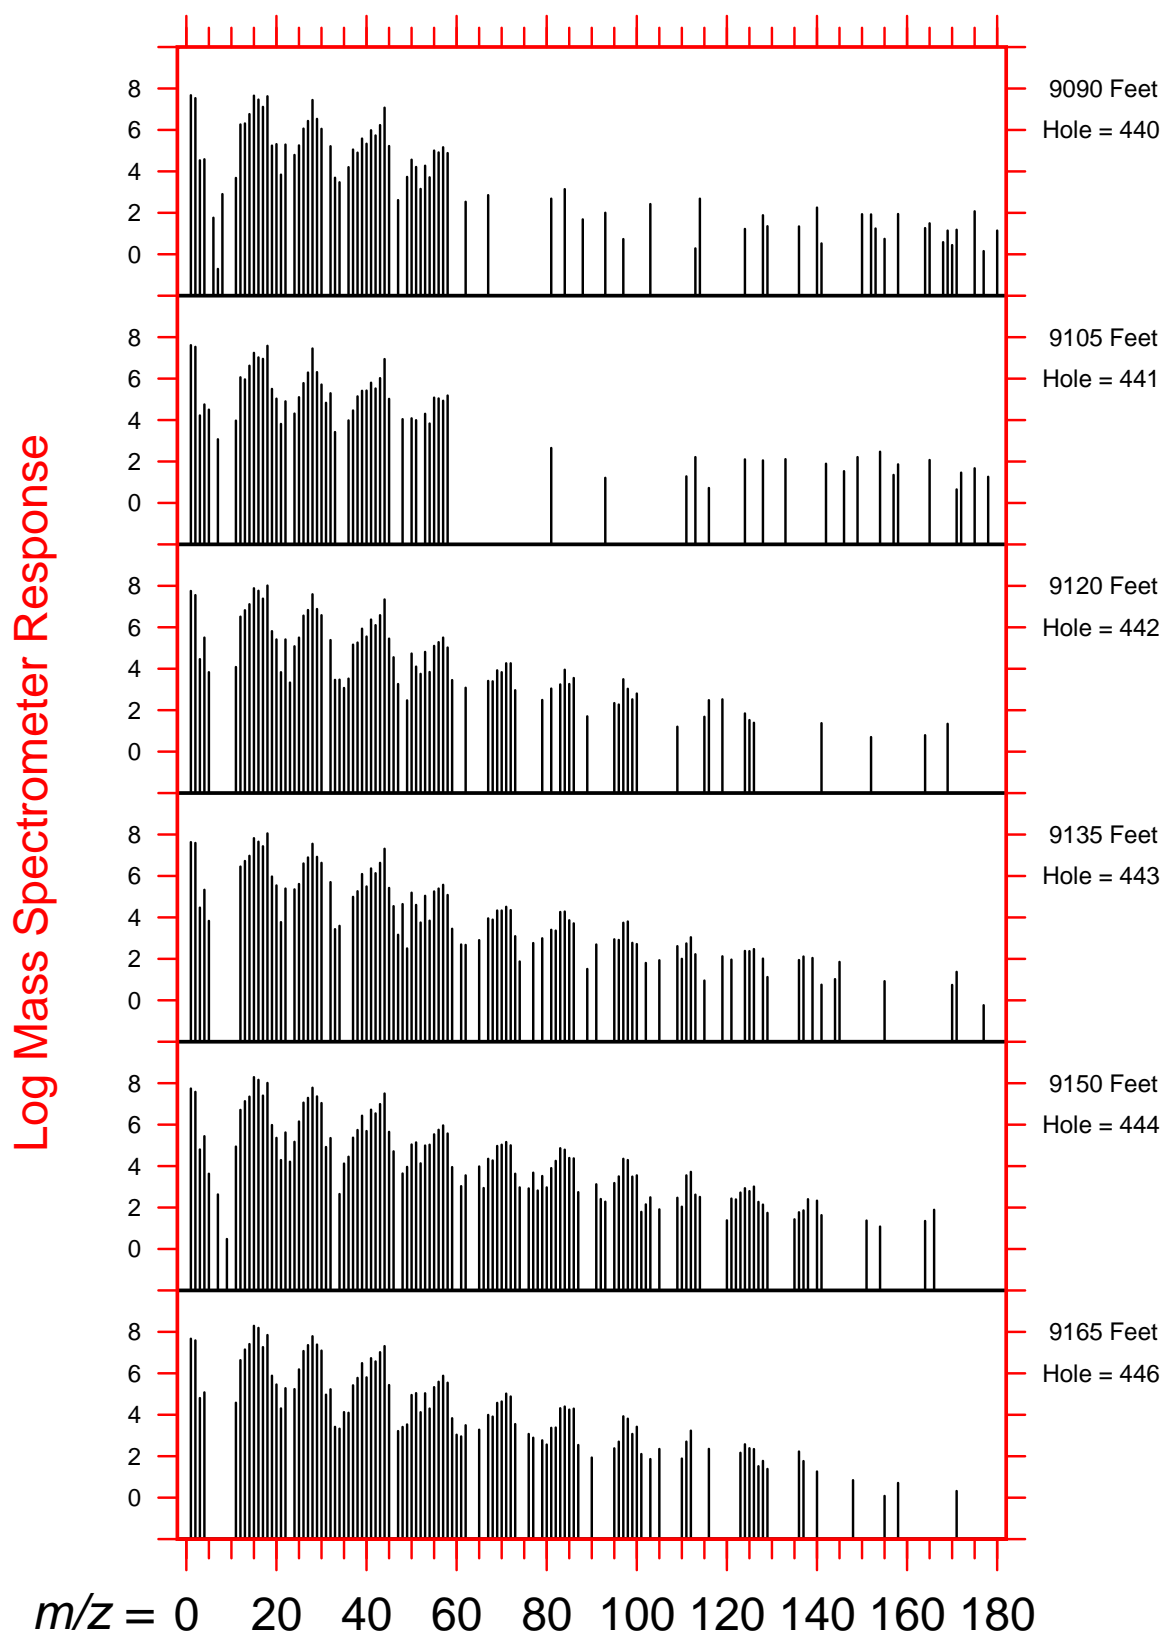 8
6
4
2
0
9090 Feet
Hole = 440
8
6
4
2
0
9105 Feet
Hole = 441
8
6
4
2
0
9120 Feet
Hole = 442
8
6
4
2
0
9135 Feet
Hole = 443
8
6
4
2
0
9150 Feet
Hole = 444
8
6
4
2
0
9165 Feet
Hole = 446
Log Mass Spectrometer Response
m/z = 0 20 40 60 80 100 120 140 160 180